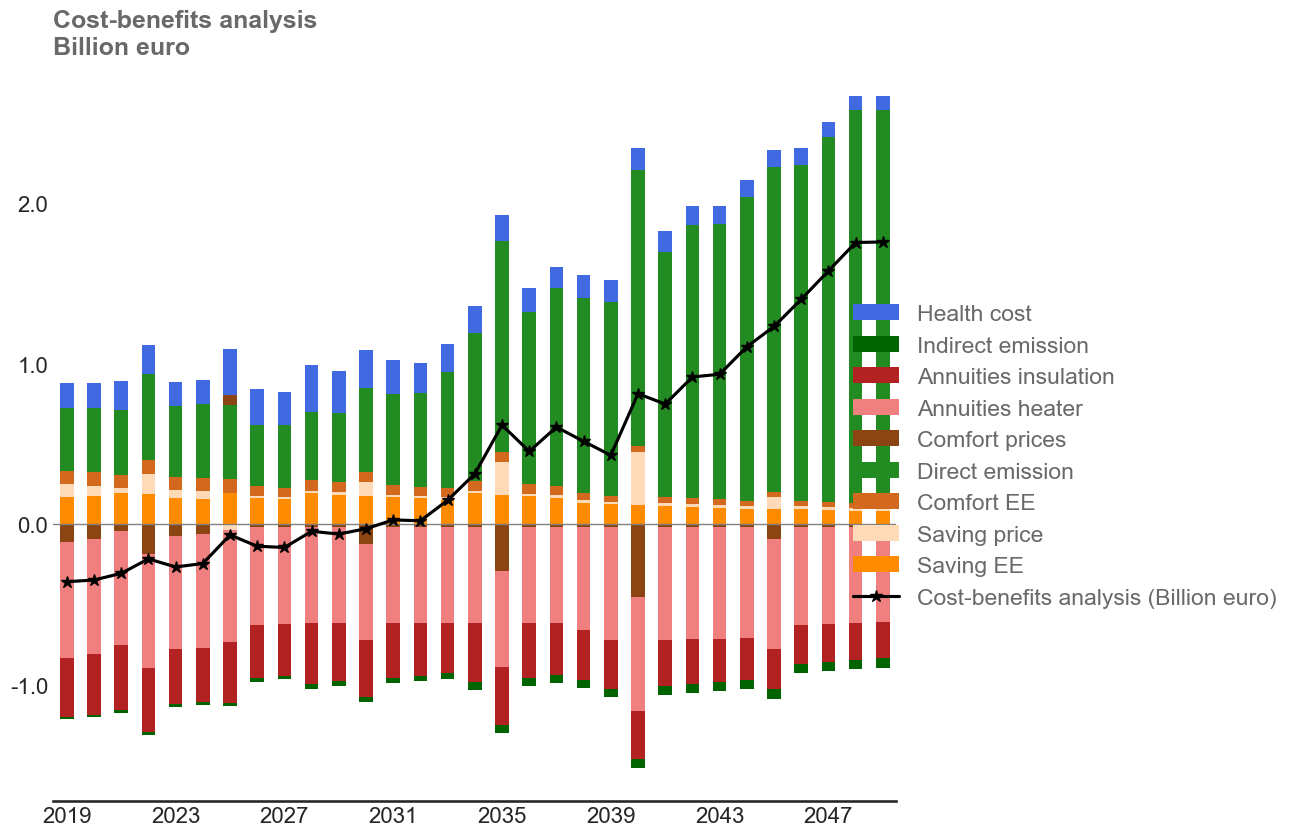 Cost-benefits analysis
Billion euro
2.0
1.0
0.0
-1.0
2019 2023 2027 2031 2035 2039 2043 2047
Health cost
Indirect emission
Annuities insulation
Annuities heater
Comfort prices
Direct emission
Comfort EE
Saving price
Saving EE
Cost-benefits analysis (Billion euro)